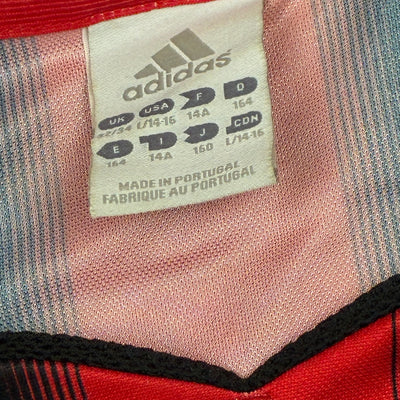 adidas
UK USA F D
32/34 L/14-16 14A 164
E I J CDN
164 14A 160 L/14-16
MADE IN PORTUGAL
FABRIQUE AU PORTUGAL